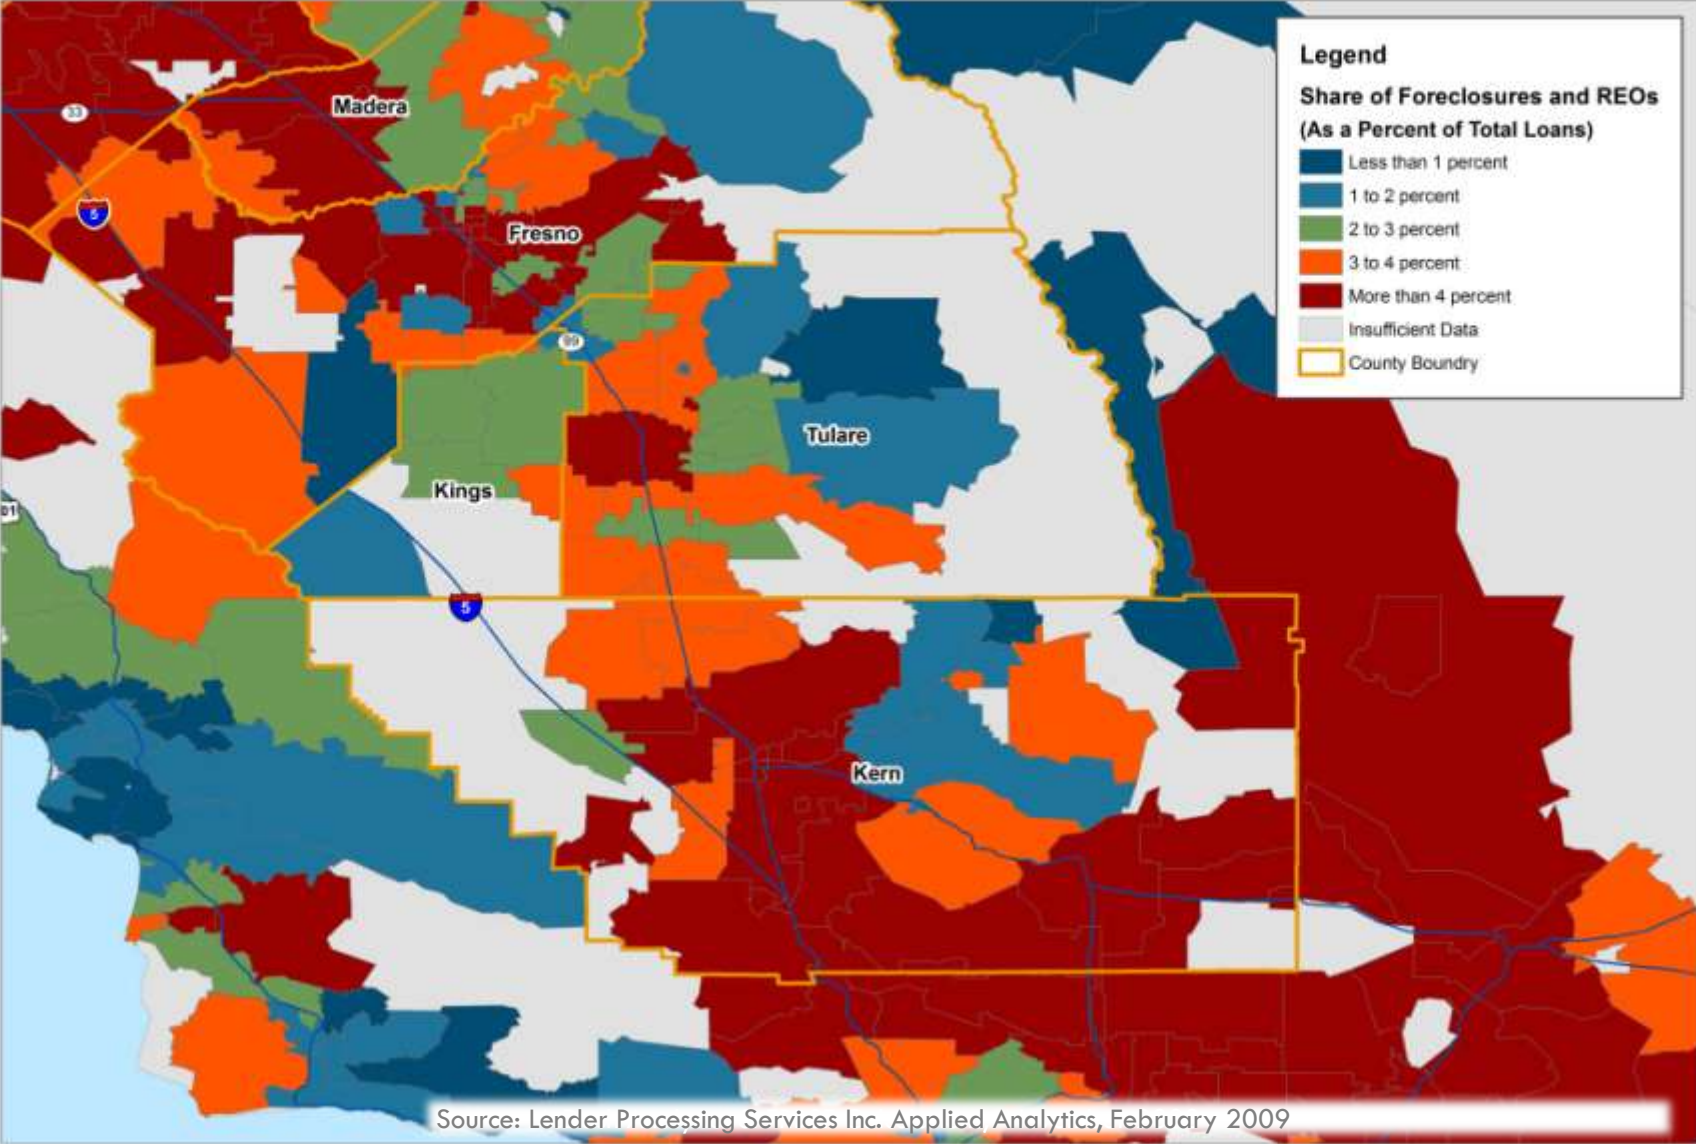 Legend
Share of Foreclosures and REOs
(As a Percent of Total Loans)
Less than 1 percent
1 to 2 percent
2 to 3 percent
3 to 4 percent
More than 4 percent
Insufficient Data
County Boundry
33
Madera
5
Fresno
99
Tulare
Kings
01
5
Kern
Source: Lender Processing Services Inc. Applied Analytics, February 2009